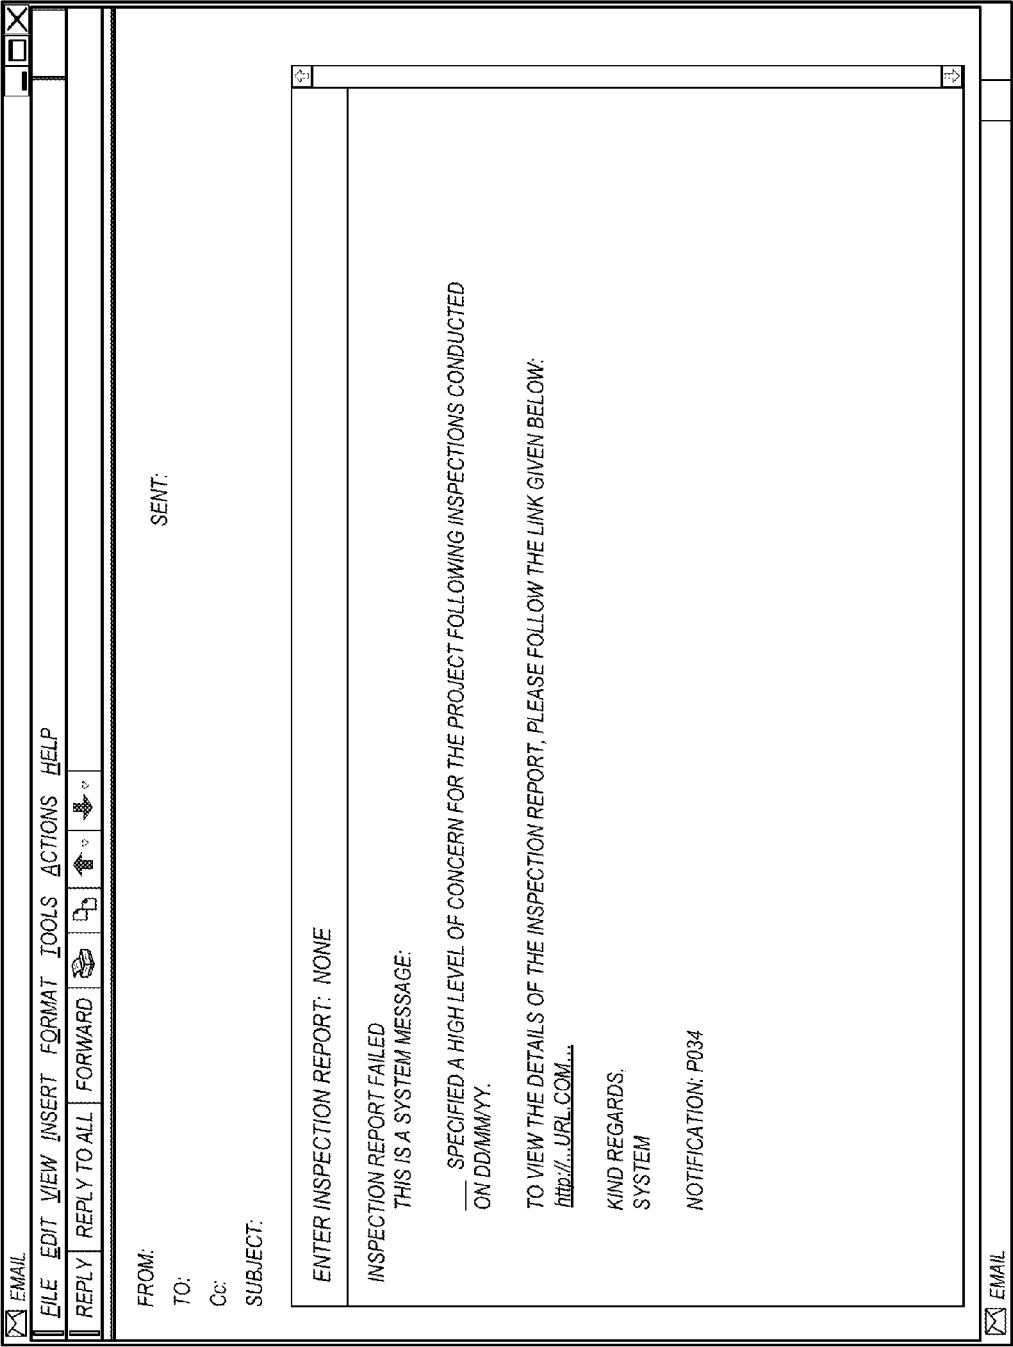 EMAIL
FILE EDIT VIEW INSERT FORMAT TOOLS ACTIONS HELP
REPLY REPLY TO ALL FORWARD
FROM:
SENT:
TO:
Cc:
SUBJECT:
ENTER INSPECTION REPORT: NONE
INSPECTION REPORT FAILED
THIS IS A SYSTEM MESSAGE:
___ SPECIFIED A HIGH LEVEL OF CONCERN FOR THE PROJECT FOLLOWING INSPECTIONS CONDUCTED
ON DD/MM/YY.
TO VIEW THE DETAILS OF THE INSPECTION REPORT, PLEASE FOLLOW THE LINK GIVEN BELOW:
http://...URL.COM...
KIND REGARDS,
SYSTEM
NOTIFICATION: P034
EMAIL